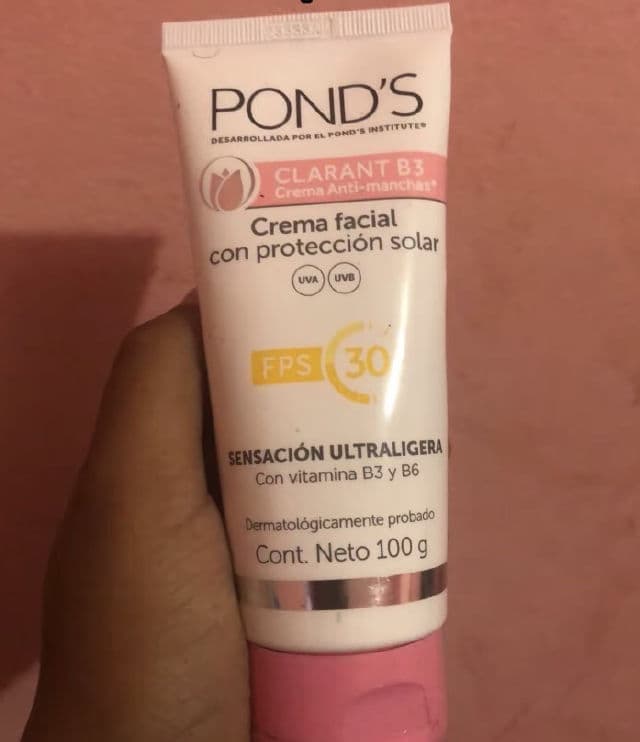 POND'S
DESARROLLADA POR EL POND'S INSTITUTE®
CLARANT B3
Crema Anti-manchas*
Crema facial
con protección solar
UVA UVB
FPS 30
SENSACIÓN ULTRALIGERA
Con vitamina B3 y B6
Dermatológicamente probado
Cont. Neto 100 g